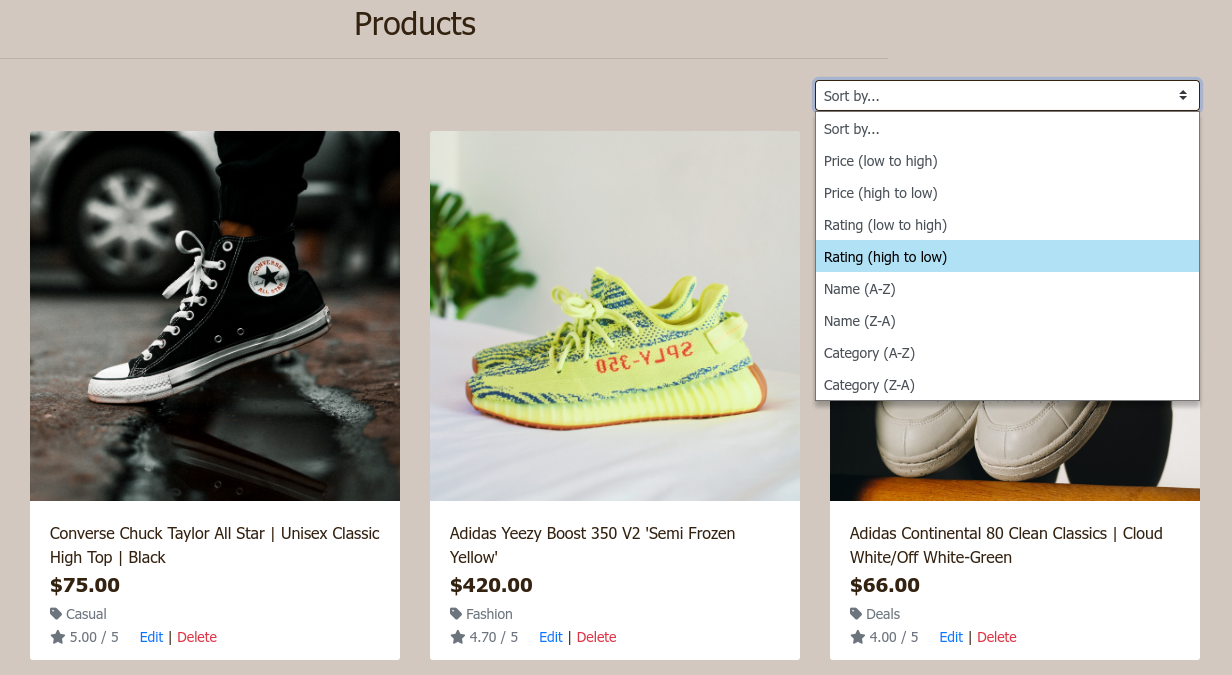 Products
Sort by...
Sort by...
Price (low to high)
Price (high to low)
Rating (low to high)
Rating (high to low)
Name (A-Z)
Name (Z-A)
Category (A-Z)
Category (Z-A)
CONVERSE
ALL STAR
SPLY-350
Converse Chuck Taylor All Star | Unisex Classic
High Top | Black
$75.00
Casual
5.00 / 5 Edit | Delete
Adidas Yeezy Boost 350 V2 'Semi Frozen
Yellow'
$420.00
Fashion
4.70 / 5 Edit | Delete
Adidas Continental 80 Clean Classics | Cloud
White/Off White-Green
$66.00
Deals
4.00 / 5 Edit | Delete